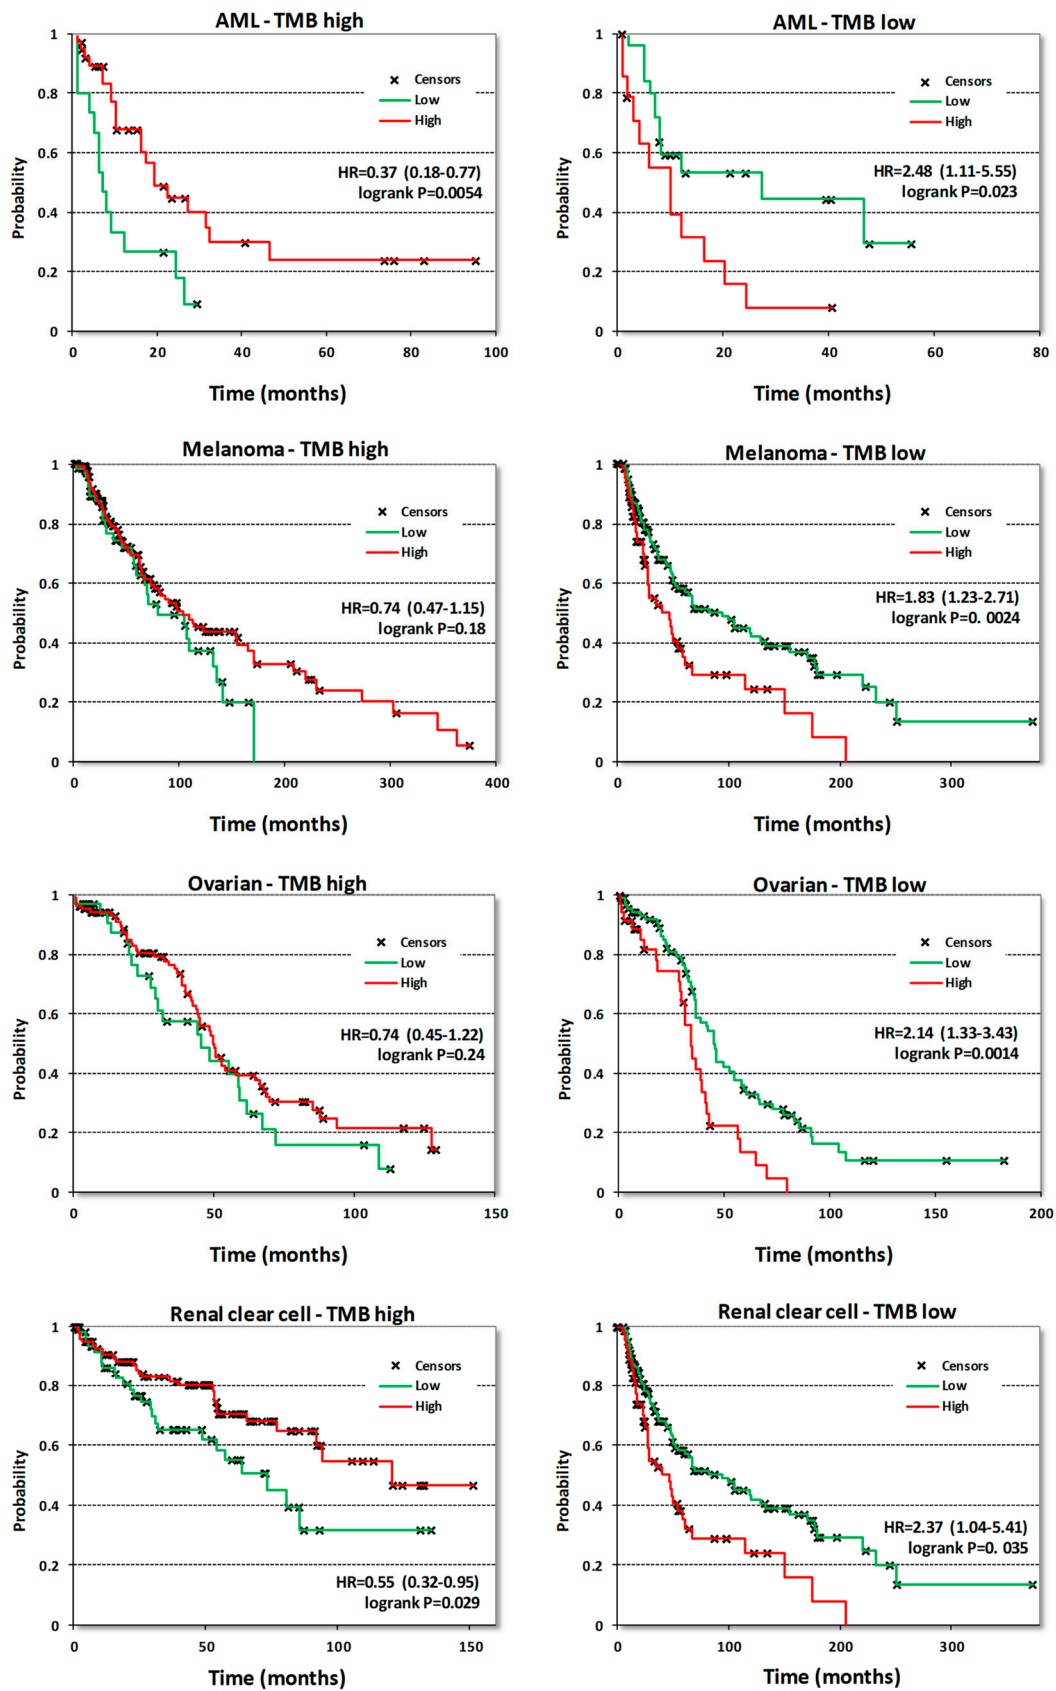 AML - TMB high
1
0.8
0.6
0.4
0.2
0
Probability
Censors
Low
High
HR=0.37 (0.18-0.77)
logrank P=0.0054
0 20 40 60 80 100
Time (months)
AML - TMB low
1
0.8
0.6
0.4
0.2
0
Probability
Censors
Low
High
HR=2.48 (1.11-5.55)
logrank P=0.023
0 20 40 60 80
Time (months)
Melanoma - TMB high
1
0.8
0.6
0.4
0.2
0
Probability
Censors
Low
High
HR=0.74 (0.47-1.15)
logrank P=0.18
0 100 200 300 400
Time (months)
Melanoma - TMB low
1
0.8
0.6
0.4
0.2
0
Probability
Censors
Low
High
HR=1.83 (1.23-2.71)
logrank P=0. 0024
0 100 200 300
Time (months)
Ovarian - TMB high
1
0.8
0.6
0.4
0.2
0
Probability
Censors
Low
High
HR=0.74 (0.45-1.22)
logrank P=0.24
0 50 100 150
Time (months)
Ovarian - TMB low
1
0.8
0.6
0.4
0.2
0
Probability
Censors
Low
High
HR=2.14 (1.33-3.43)
logrank P=0.0014
0 50 100 150 200
Time (months)
Renal clear cell - TMB high
1
0.8
0.6
0.4
0.2
0
Probability
Censors
Low
High
HR=0.55 (0.32-0.95)
logrank P=0.029
0 50 100 150
Time (months)
Renal clear cell - TMB low
1
0.8
0.6
0.4
0.2
0
Probability
Censors
Low
High
HR=2.37 (1.04-5.41)
logrank P=0. 035
0 100 200 300
Time (months)